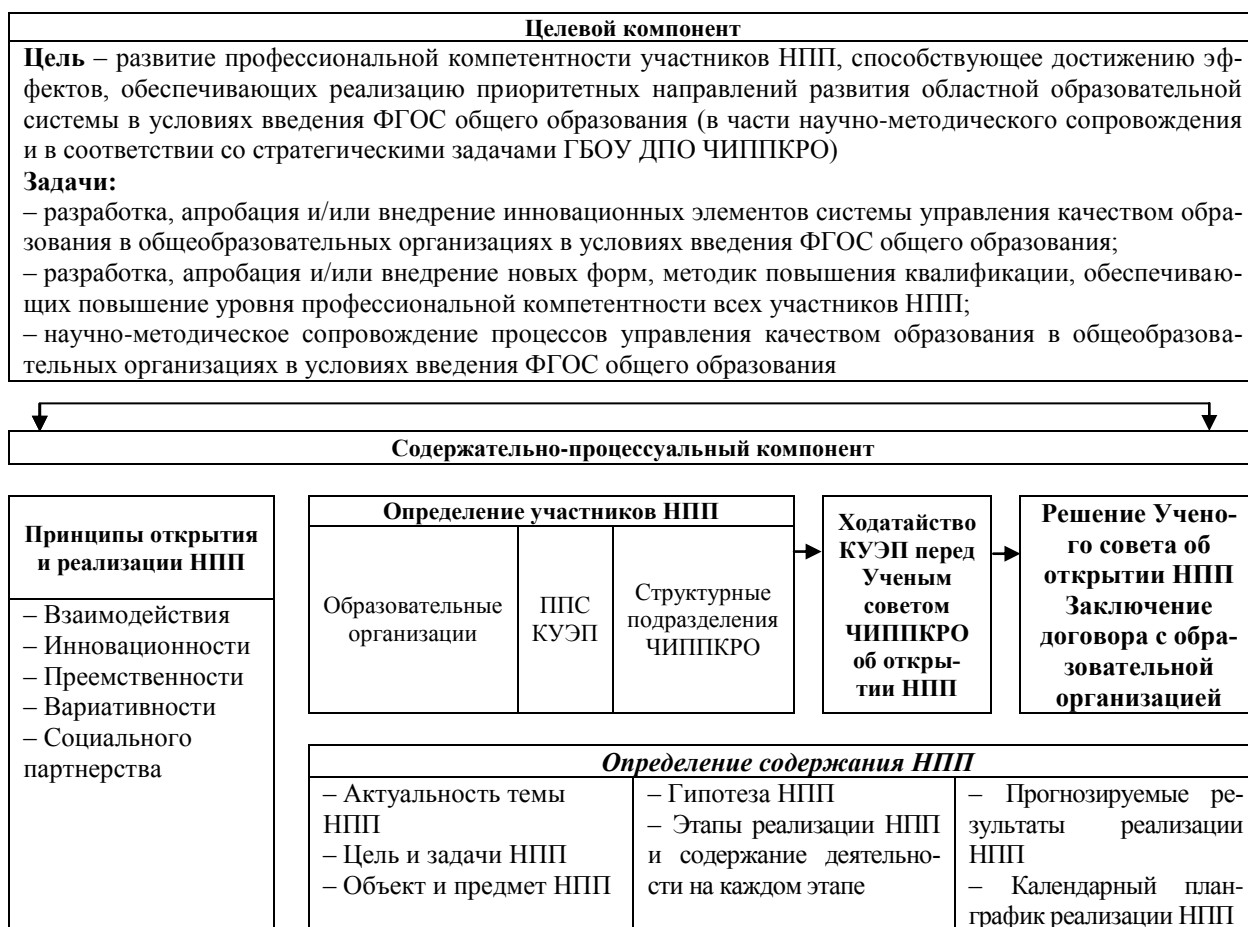 Целевой компонент
Цель – развитие профессиональной компетентности участников НПП, способствующее достижению эф-
фектов, обеспечивающих реализацию приоритетных направлений развития областной образовательной
системы в условиях введения ФГОС общего образования (в части научно-методического сопровождения
и в соответствии со стратегическими задачами ГБОУ ДПО ЧИППКРО)
Задачи:
– разработка, апробация и/или внедрение инновационных элементов системы управления качеством обра-
зования в общеобразовательных организациях в условиях введения ФГОС общего образования;
– разработка, апробация и/или внедрение новых форм, методик повышения квалификации, обеспечиваю-
щих повышение уровня профессиональной компетентности всех участников НПП;
– научно-методическое сопровождение процессов управления качеством образования в общеобразова-
тельных организациях в условиях введения ФГОС общего образования
Содержательно-процессуальный компонент
Принципы открытия
и реализации НПП
– Взаимодействия
– Инновационности
– Преемственности
– Вариативности
– Социального
партнерства
Определение участников НПП
Образовательные
организации
ППС
КУЭП
Структурные
подразделения
ЧИППКРО
Ходатайство
КУЭП перед
Ученым
советом
ЧИППКРО
об откры-
тии НПП
Решение Учено-
го совета об
открытии НПП
Заключение
договора с обра-
зовательной
организацией
Определение содержания НПП
– Актуальность темы
НПП
– Цель и задачи НПП
– Объект и предмет НПП
– Гипотеза НПП
– Этапы реализации НПП
и содержание деятельно-
сти на каждом этапе
– Прогнозируемые ре-
зультаты реализации
НПП
– Календарный план-
график реализации НПП